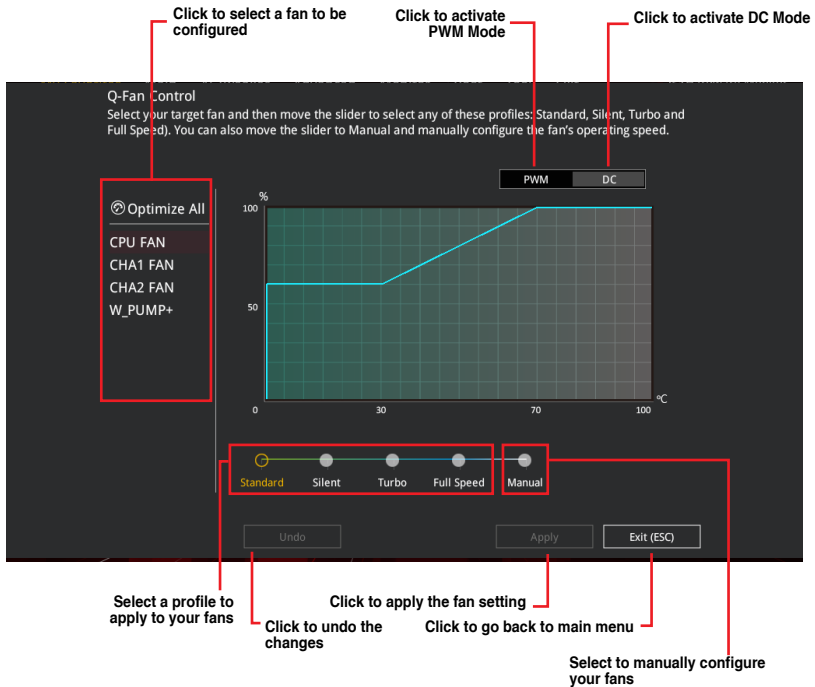 Click to select a fan to be
configured
Click to activate
PWM Mode
Click to activate DC Mode
Q-Fan Control
Select your target fan and then move the slider to select any of these profiles: Standard, Silent, Turbo and
Full Speed). You can also move the slider to Manual and manually configure the fan's operating speed.
PWM
DC
Optimize All
CPU FAN
CHA1 FAN
CHA2 FAN
W_PUMP+
%
100
50
0
30
70
100
°C
Standard
Silent
Turbo
Full Speed
Manual
Undo
Apply
Exit (ESC)
Select a profile to
apply to your fans
Click to undo the
changes
Click to apply the fan setting
Click to go back to main menu
Select to manually configure
your fans